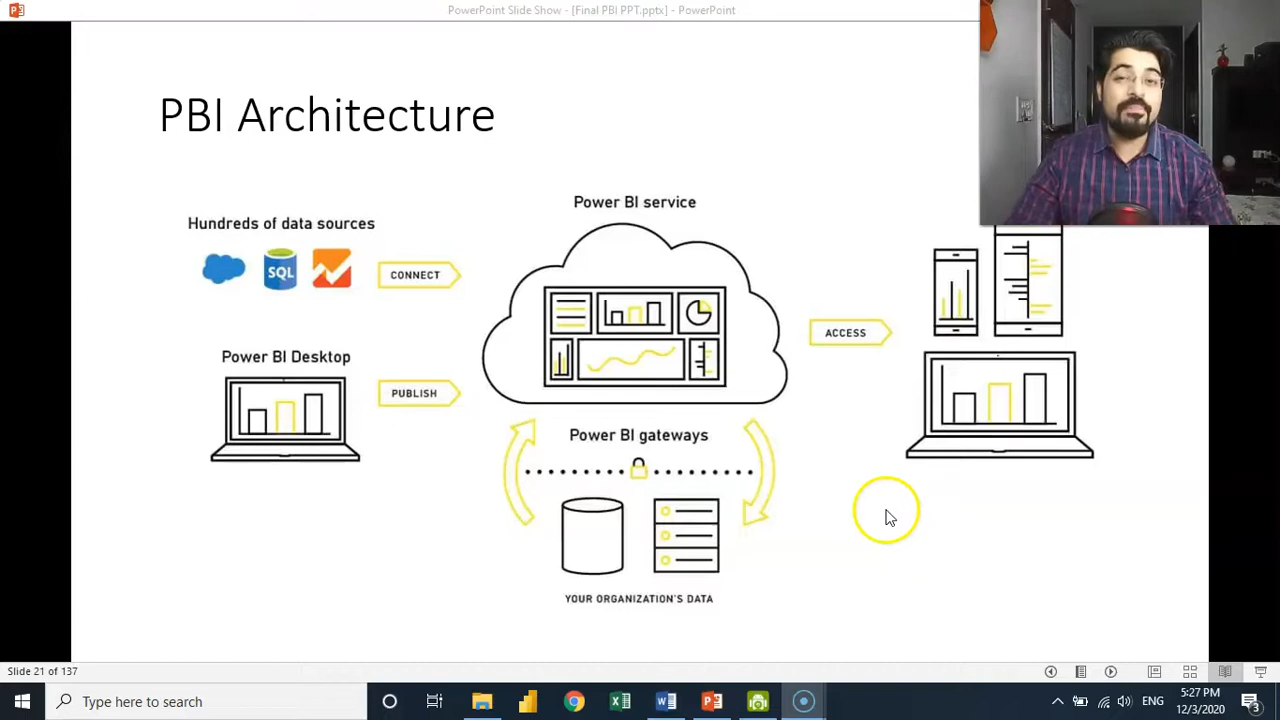 PowerPoint Slide Show - [Final PBI PPT.pptx] - PowerPoint
PBI Architecture
Hundreds of data sources
SQL
CONNECT
Power BI service
ACCESS
Power BI Desktop
PUBLISH
Power BI gateways
YOUR ORGANIZATION'S DATA
Slide 21 of 137
Type here to search
ENG
5:27 PM
12/3/2020
3